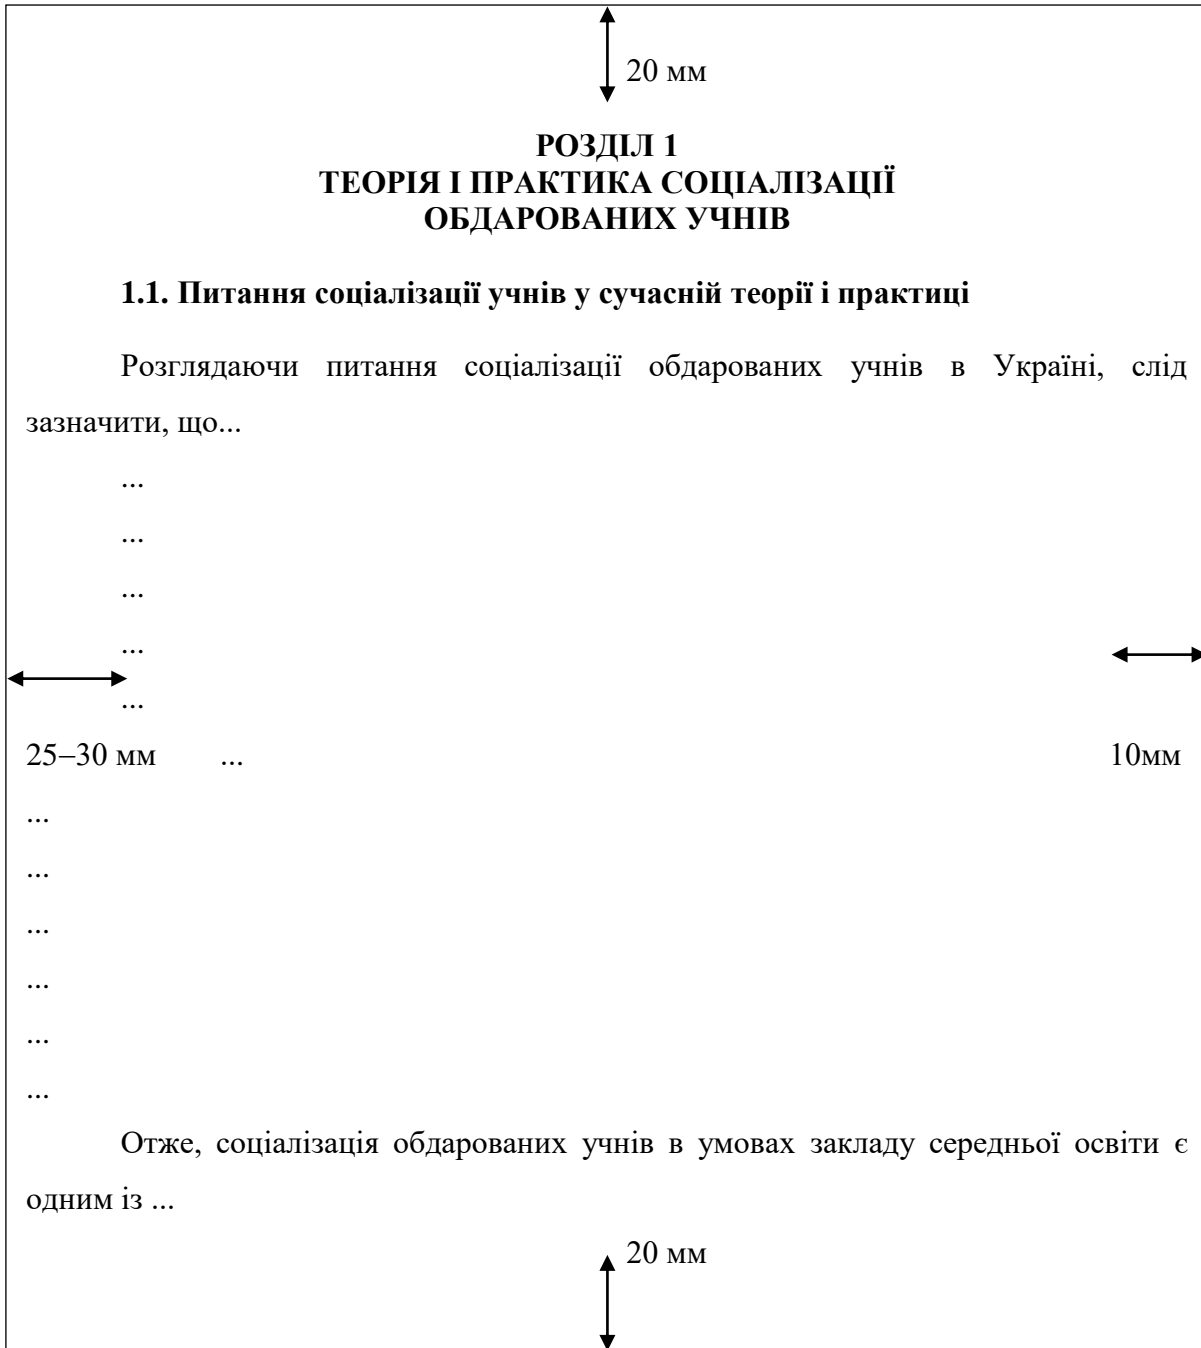 20 мм
РОЗДІЛ 1
ТЕОРІЯ І ПРАКТИКА СОЦІАЛІЗАЦІЇ
ОБДАРОВАНИХ УЧНІВ
1.1. Питання соціалізації учнів у сучасній теорії і практиці
Розглядаючи питання соціалізації обдарованих учнів в Україні, слід
зазначити, що...
...
...
...
...
...
25–30 мм ... 10мм
...
...
...
...
...
...
Отже, соціалізація обдарованих учнів в умовах закладу середньої освіти є
одним із ...
20 мм